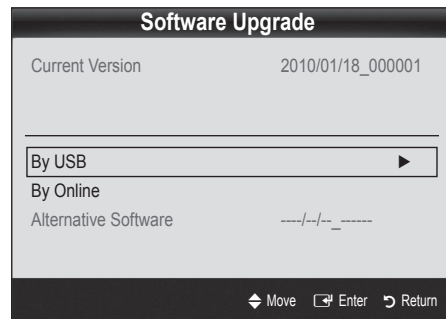 Software Upgrade
Current Version 2010/01/18_000001
By USB ►
By Online
Alternative Software ----/--/--_------
Move Enter Return